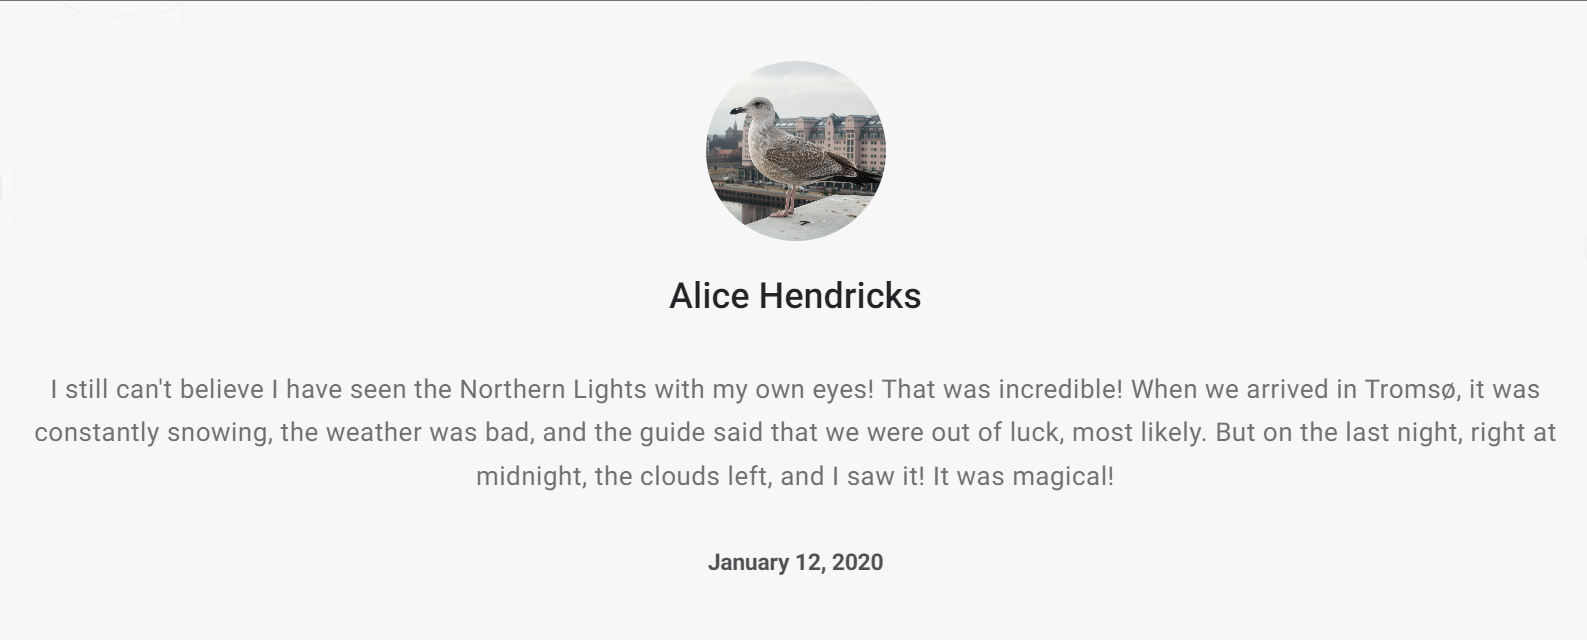 Alice Hendricks
I still can't believe I have seen the Northern Lights with my own eyes! That was incredible! When we arrived in Tromsø, it was
constantly snowing, the weather was bad, and the guide said that we were out of luck, most likely. But on the last night, right at
midnight, the clouds left, and I saw it! It was magical!
January 12, 2020